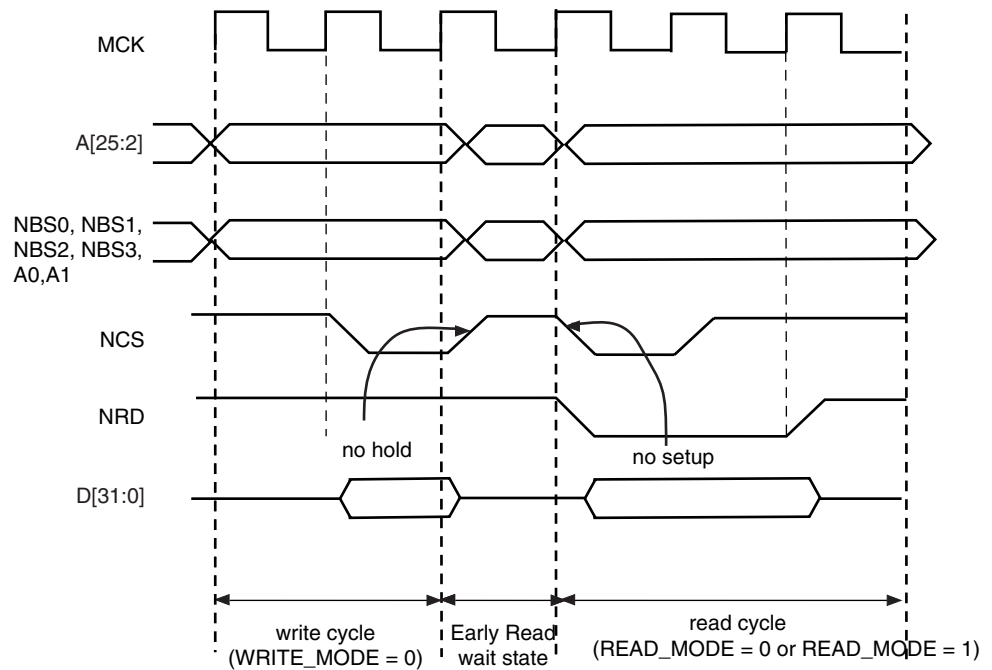 MCK
A[25:2]
NBS0, NBS1,
NBS2, NBS3,
A0,A1
NCS
NRD
no hold
no setup
D[31:0]
write cycle
(WRITE_MODE = 0)
Early Read
wait state
read cycle
(READ_MODE = 0 or READ_MODE = 1)